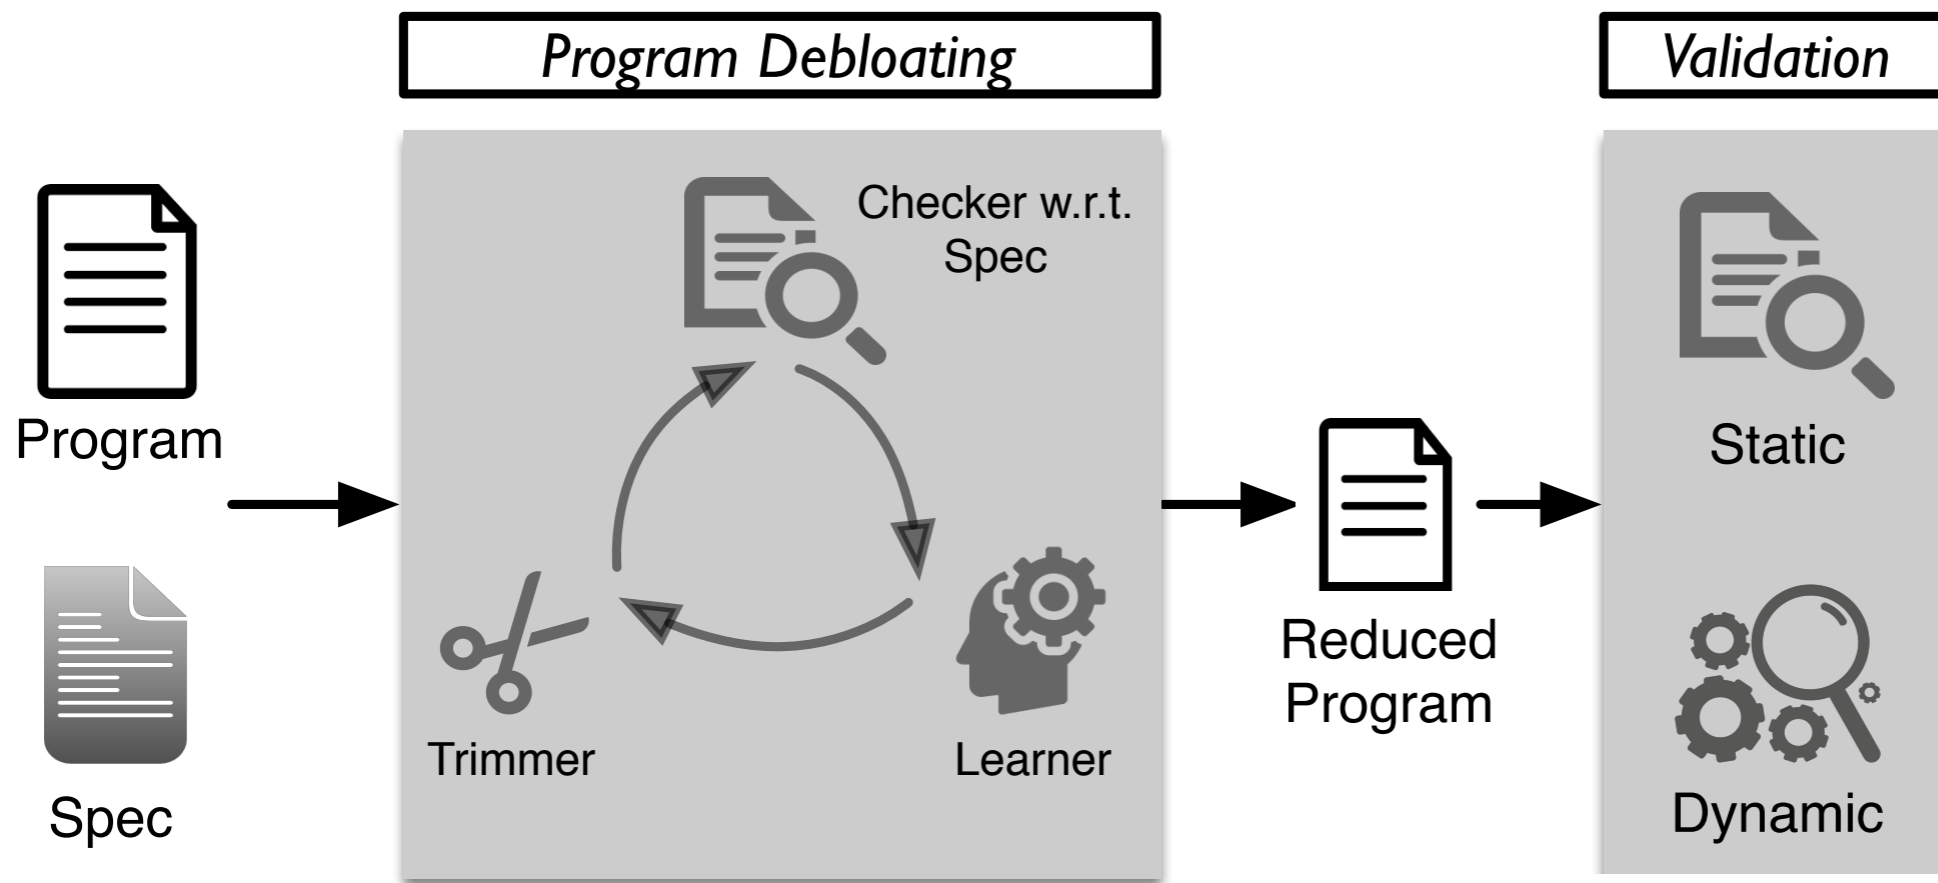 Program Debloating
Validation
Program
Spec
Checker w.r.t.
Spec
Trimmer
Learner
Reduced
Program
Static
Dynamic